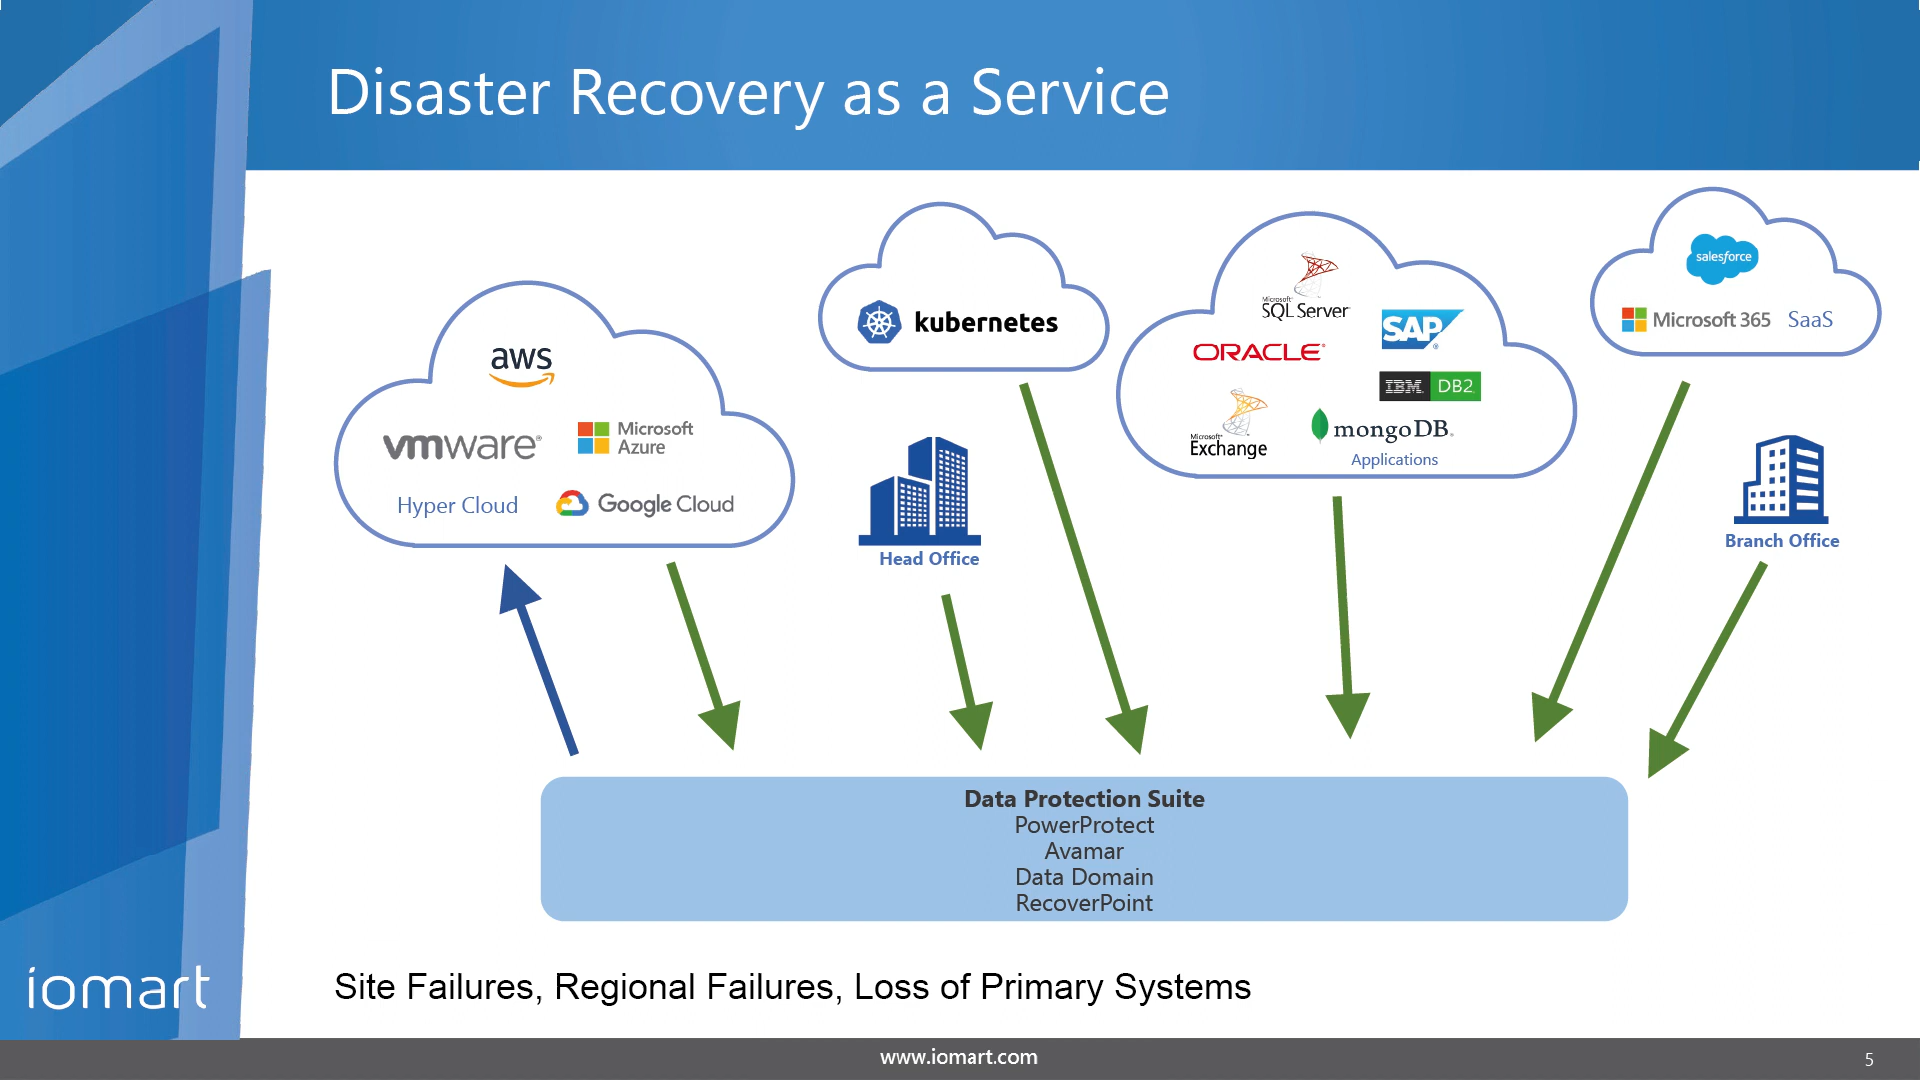 Disaster Recovery as a Service
aws
vmware®
Microsoft
Azure
Hyper Cloud
Google Cloud
kubernetes
Head Office
Microsoft®
SQL Server
SAP®
ORACLE®
IBM DB2
Microsoft®
Exchange
mongoDB®
Applications
salesforce
Microsoft 365 SaaS
Branch Office
Data Protection Suite
PowerProtect
Avamar
Data Domain
RecoverPoint
iomart
Site Failures, Regional Failures, Loss of Primary Systems
www.iomart.com
5